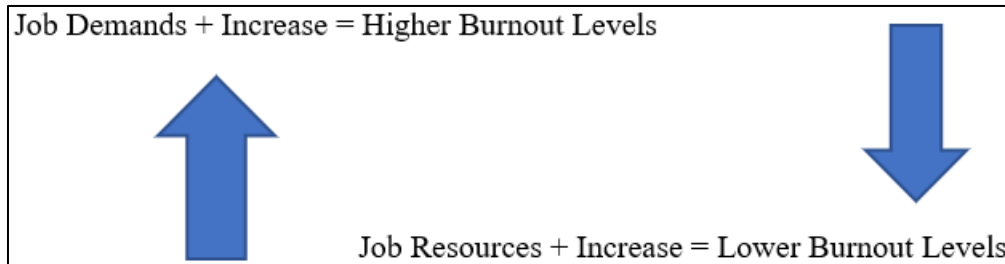 Job Demands + Increase = Higher Burnout Levels
Job Resources + Increase = Lower Burnout Levels